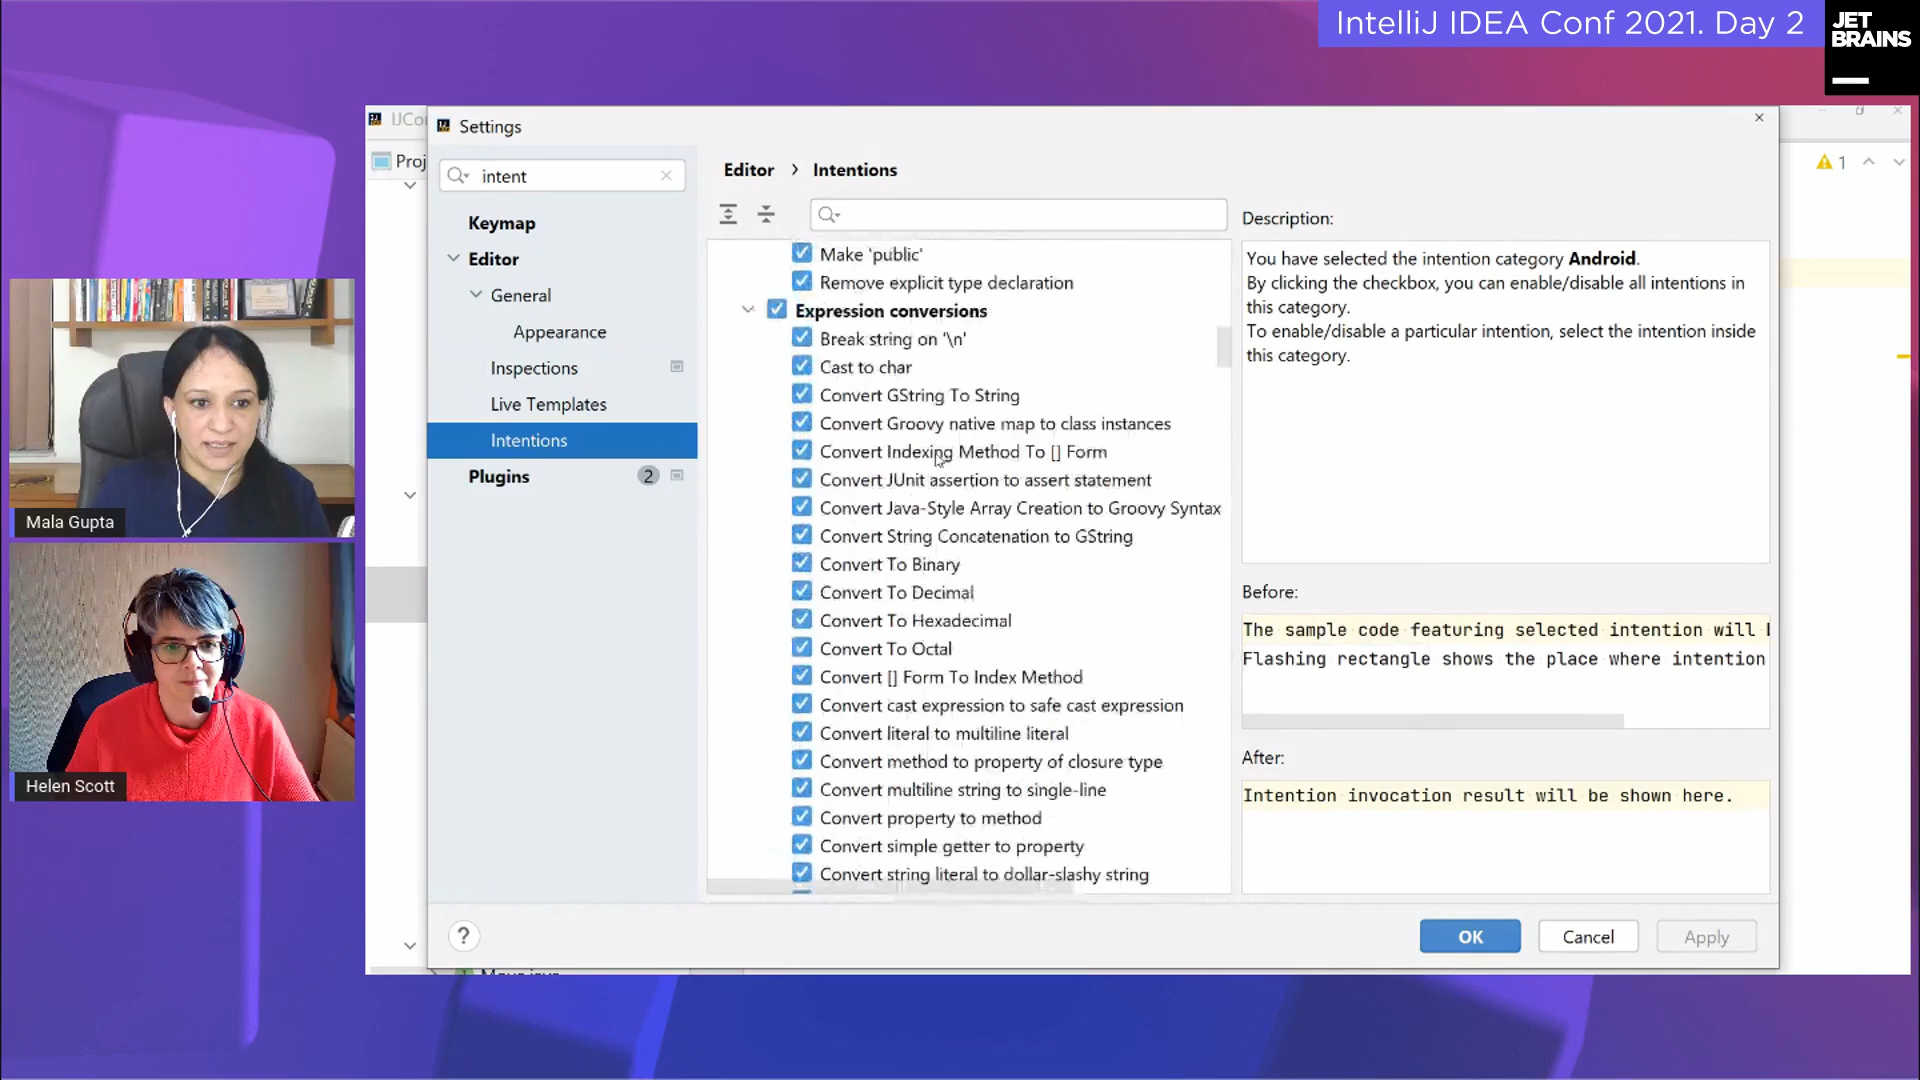 IntelliJ IDEA Conf 2021. Day 2
JET
BRAINS
Settings
Proj
1
intent
Keymap
Editor
General
Appearance
Inspections
Live Templates
Intentions
Plugins
2
Editor > Intentions
Make 'public'
Remove explicit type declaration
Expression conversions
Break string on '\n'
Cast to char
Convert GString To String
Convert Groovy native map to class instances
Convert Indexing Method To [] Form
Convert JUnit assertion to assert statement
Convert Java-Style Array Creation to Groovy Syntax
Convert String Concatenation to GString
Convert To Binary
Convert To Decimal
Convert To Hexadecimal
Convert To Octal
Convert [] Form To Index Method
Convert cast expression to safe cast expression
Convert literal to multiline literal
Convert method to property of closure type
Convert multiline string to single-line
Convert property to method
Convert simple getter to property
Convert string literal to dollar-slashy string
Description:
You have selected the intention category Android.
By clicking the checkbox, you can enable/disable all intentions in
this category.
To enable/disable a particular intention, select the intention inside
this category.
Before:
The sample code featuring selected intention will
Flashing rectangle shows the place where intention
After:
Intention invocation result will be shown here.
?
OK
Cancel
Apply
Mala Gupta
Helen Scott